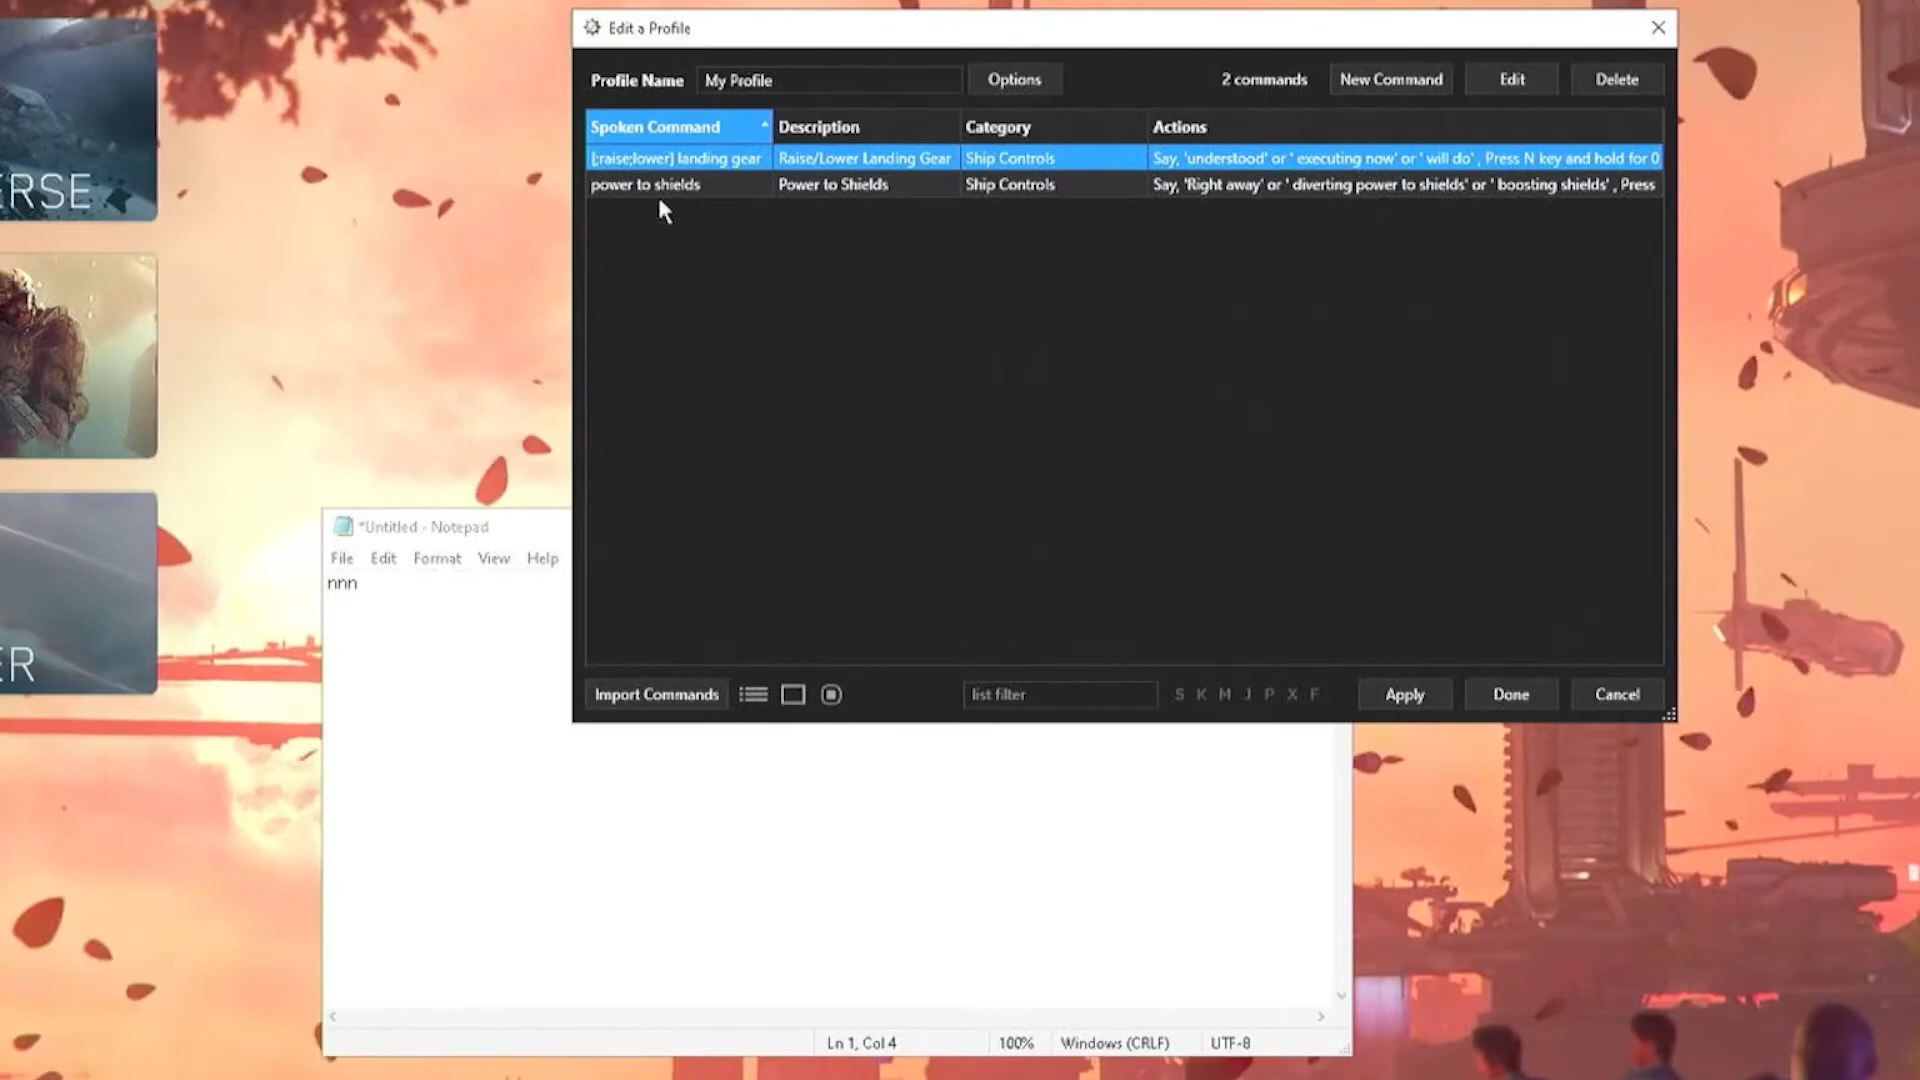 Edit a Profile
Profile Name My Profile Options 2 commands New Command Edit Delete
Spoken Command Description Category Actions
[;raise;lower] landing gear Raise/Lower Landing Gear Ship Controls Say, 'understood' or ' executing now' or ' will do' , Press N key and hold for 0
power to shields Power to Shields Ship Controls Say, 'Right away' or ' diverting power to shields' or ' boosting shields' , Press
ERSE
*Untitled - Notepad
File Edit Format View Help
nnn
ER
Import Commands list filter S K M J P X F Apply Done Cancel
Ln 1, Col 4 100% Windows (CRLF) UTF-8